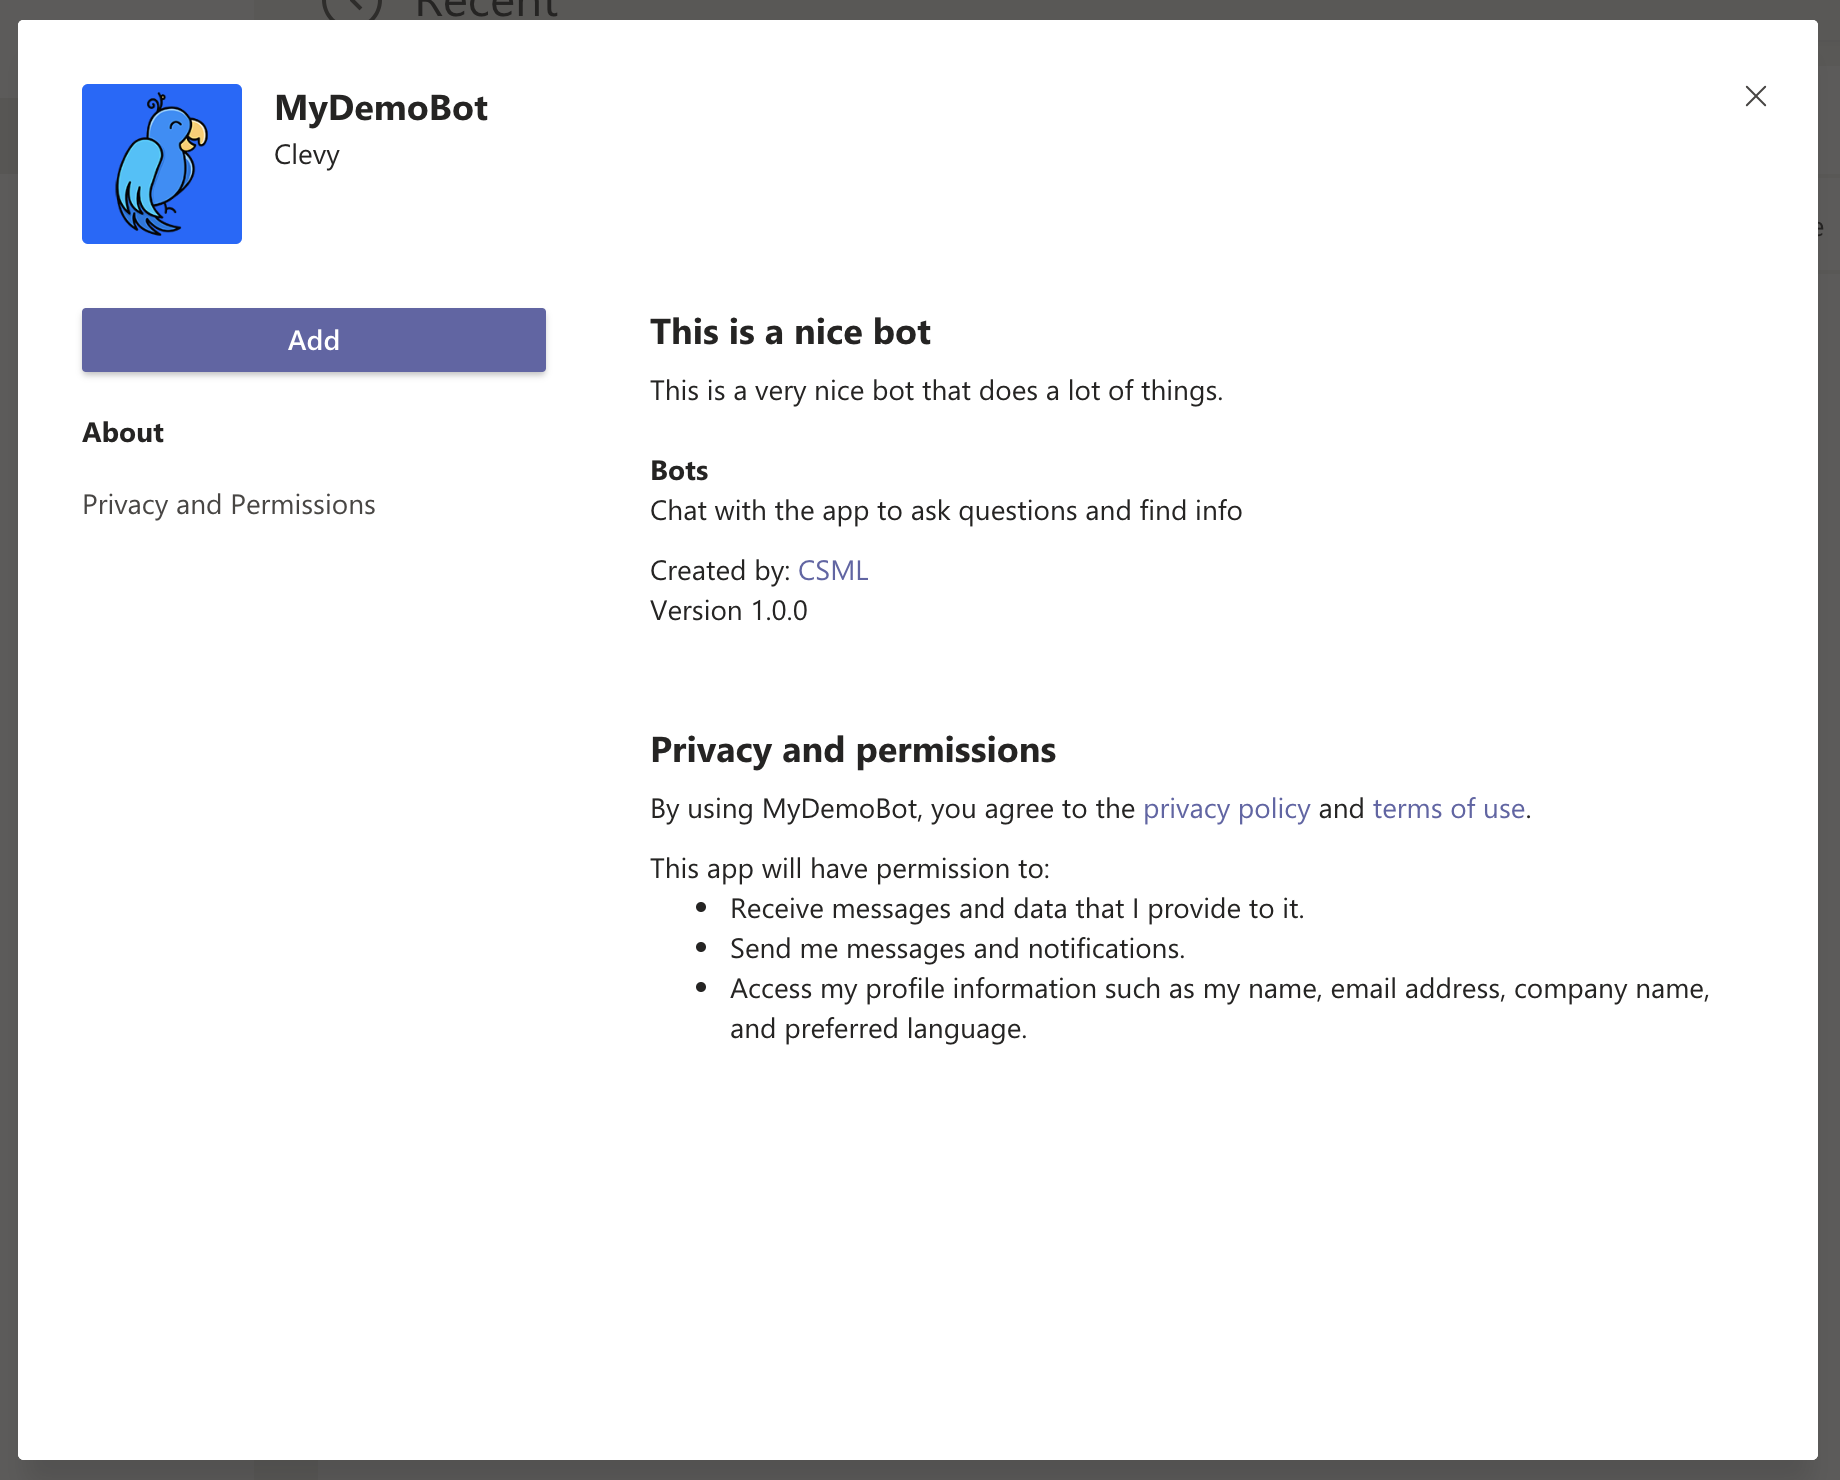 Recent
MyDemoBot
Clevy
Add
About
Privacy and Permissions
This is a nice bot
This is a very nice bot that does a lot of things.
Bots
Chat with the app to ask questions and find info
Created by: CSML
Version 1.0.0
Privacy and permissions
By using MyDemoBot, you agree to the privacy policy and terms of use.
This app will have permission to:
• Receive messages and data that I provide to it.
• Send me messages and notifications.
• Access my profile information such as my name, email address, company name,
and preferred language.